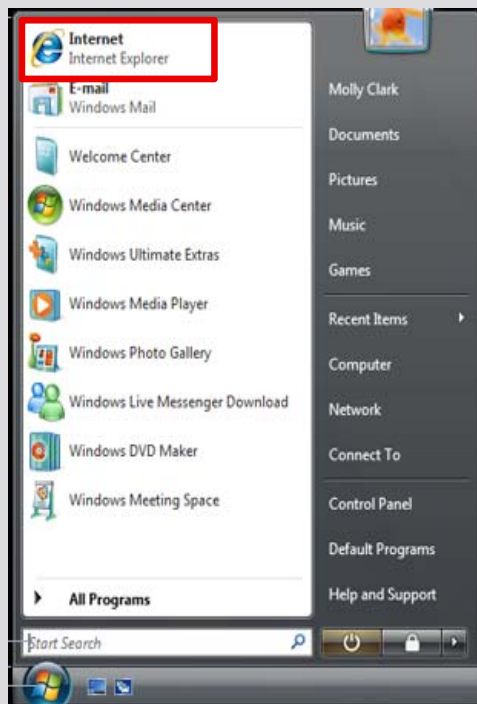 Internet
Internet Explorer
E-mail
Windows Mail
Welcome Center
Windows Media Center
Windows Ultimate Extras
Windows Media Player
Windows Photo Gallery
Windows Live Messenger Download
Windows DVD Maker
Windows Meeting Space
All Programs
Start Search
Molly Clark
Documents
Pictures
Music
Games
Recent Items
Computer
Network
Connect To
Control Panel
Default Programs
Help and Support